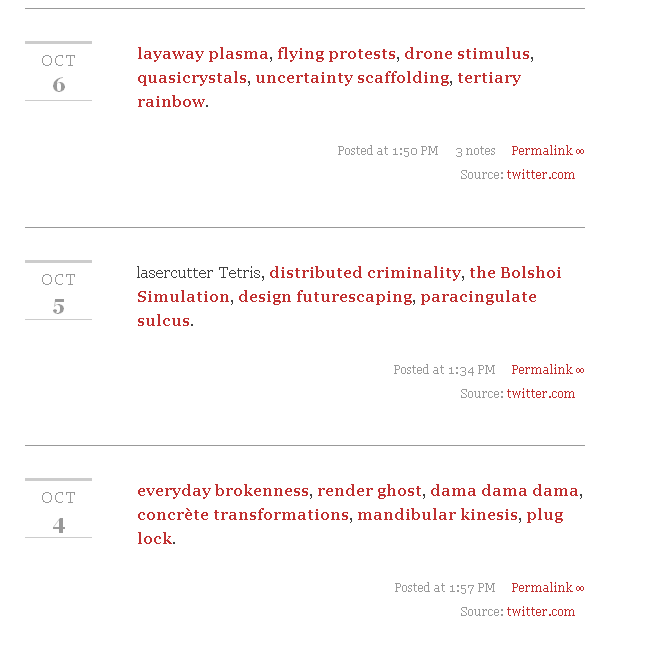 OCT
6
layaway plasma, flying protests, drone stimulus,
quasicrystals, uncertainty scaffolding, tertiary
rainbow.
Posted at 1:50 PM 3 notes Permalink ∞
Source: twitter.com
OCT
5
lasercutter Tetris, distributed criminality, the Bolshoi
Simulation, design futurescaping, paracingulate
sulcus.
Posted at 1:34 PM Permalink ∞
Source: twitter.com
OCT
4
everyday brokenness, render ghost, dama dama dama,
concrète transformations, mandibular kinesis, plug
lock.
Posted at 1:57 PM Permalink ∞
Source: twitter.com